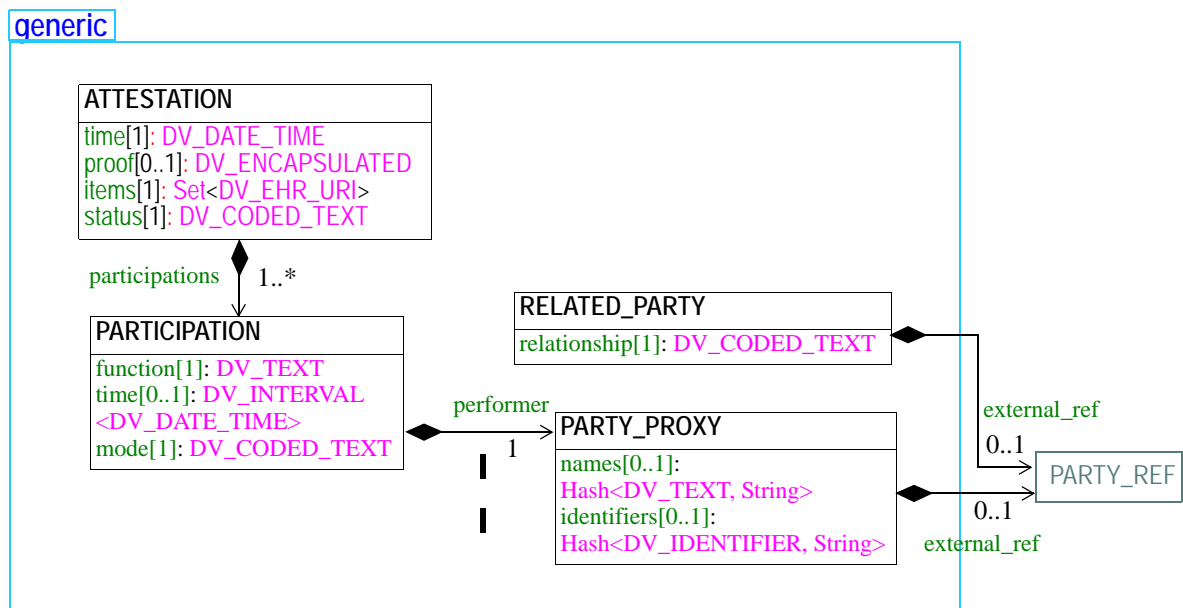 generic
ATTESTATION
time[1]: DV_DATE_TIME
proof[0..1]: DV_ENCAPSULATED
items[1]: Set<DV_EHR_URI>
status[1]: DV_CODED_TEXT
participations
1..*
PARTICIPATION
function[1]: DV_TEXT
time[0..1]: DV_INTERVAL
<DV_DATE_TIME>
mode[1]: DV_CODED_TEXT
RELATED_PARTY
relationship[1]: DV_CODED_TEXT
performer
1
PARTY_PROXY
names[0..1]:
Hash<DV_TEXT, String>
identifiers[0..1]:
Hash<DV_IDENTIFIER, String>
external_ref
0..1
PARTY_REF
0..1
external_ref